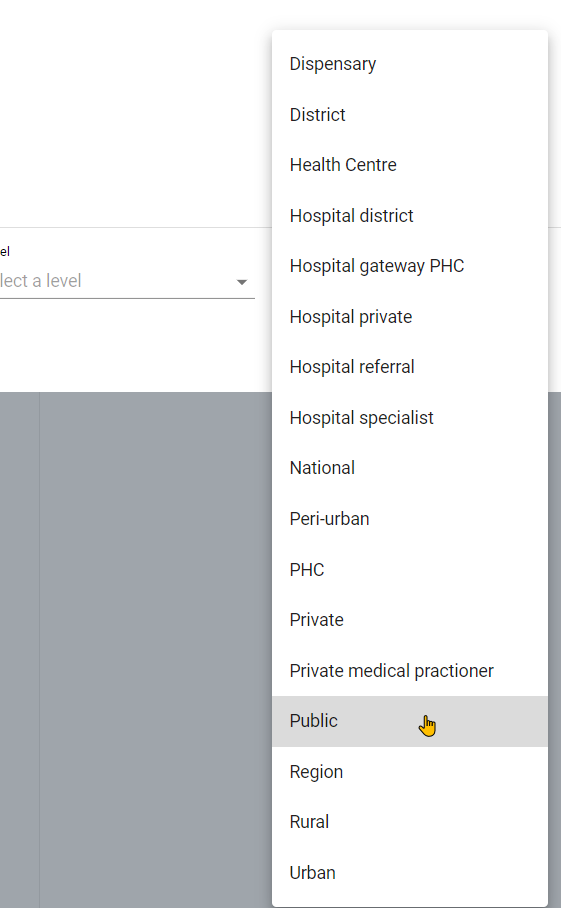 Dispensary
District
Health Centre
Hospital district
el
lect a level
Hospital gateway PHC
Hospital private
Hospital referral
Hospital specialist
National
Peri-urban
PHC
Private
Private medical practioner
Public
Region
Rural
Urban